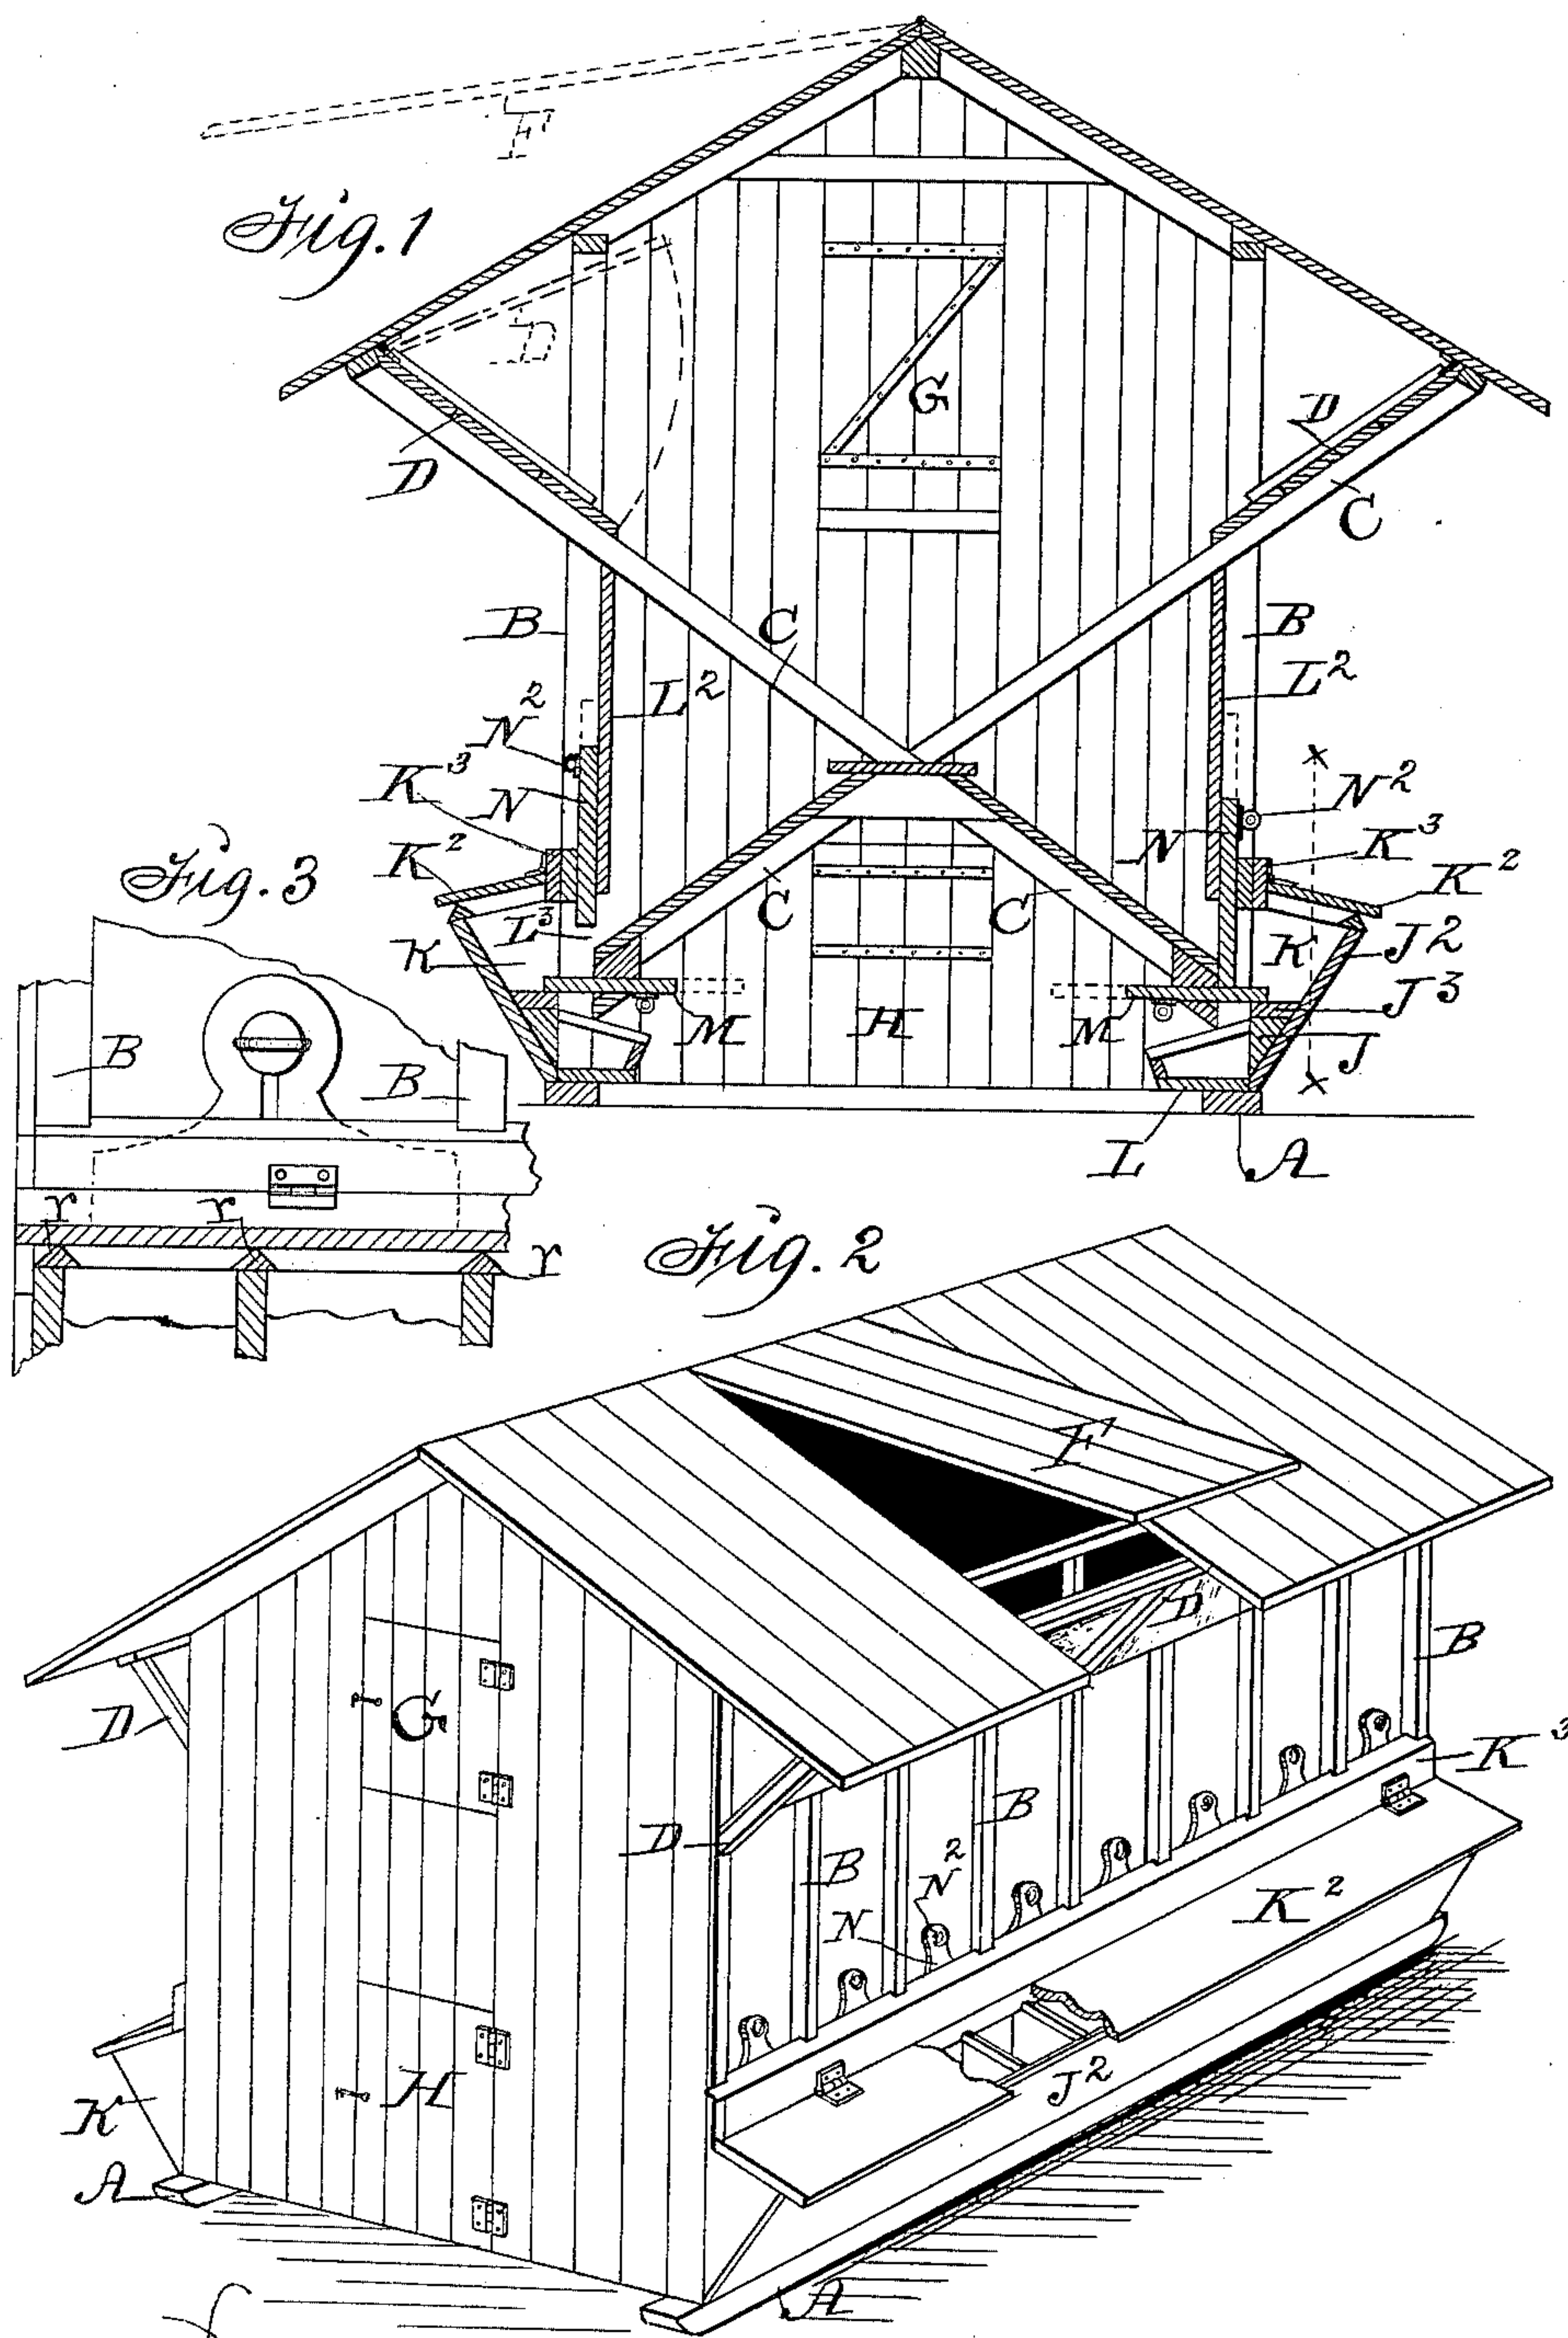 F
Fig. 1
D
G
D
D
C
B
C
B
L²
L²
N²
K³
N
N²
N
K³
K²
K²
Fig. 3
C
C
L³
K
K
J²
J³
M
H
M
J
B
B
L
A
r
r
r
Fig. 2
F
D
B
D
G
K³
D
B
B
N²
N
K²
J²
H
K
A
A
x
x